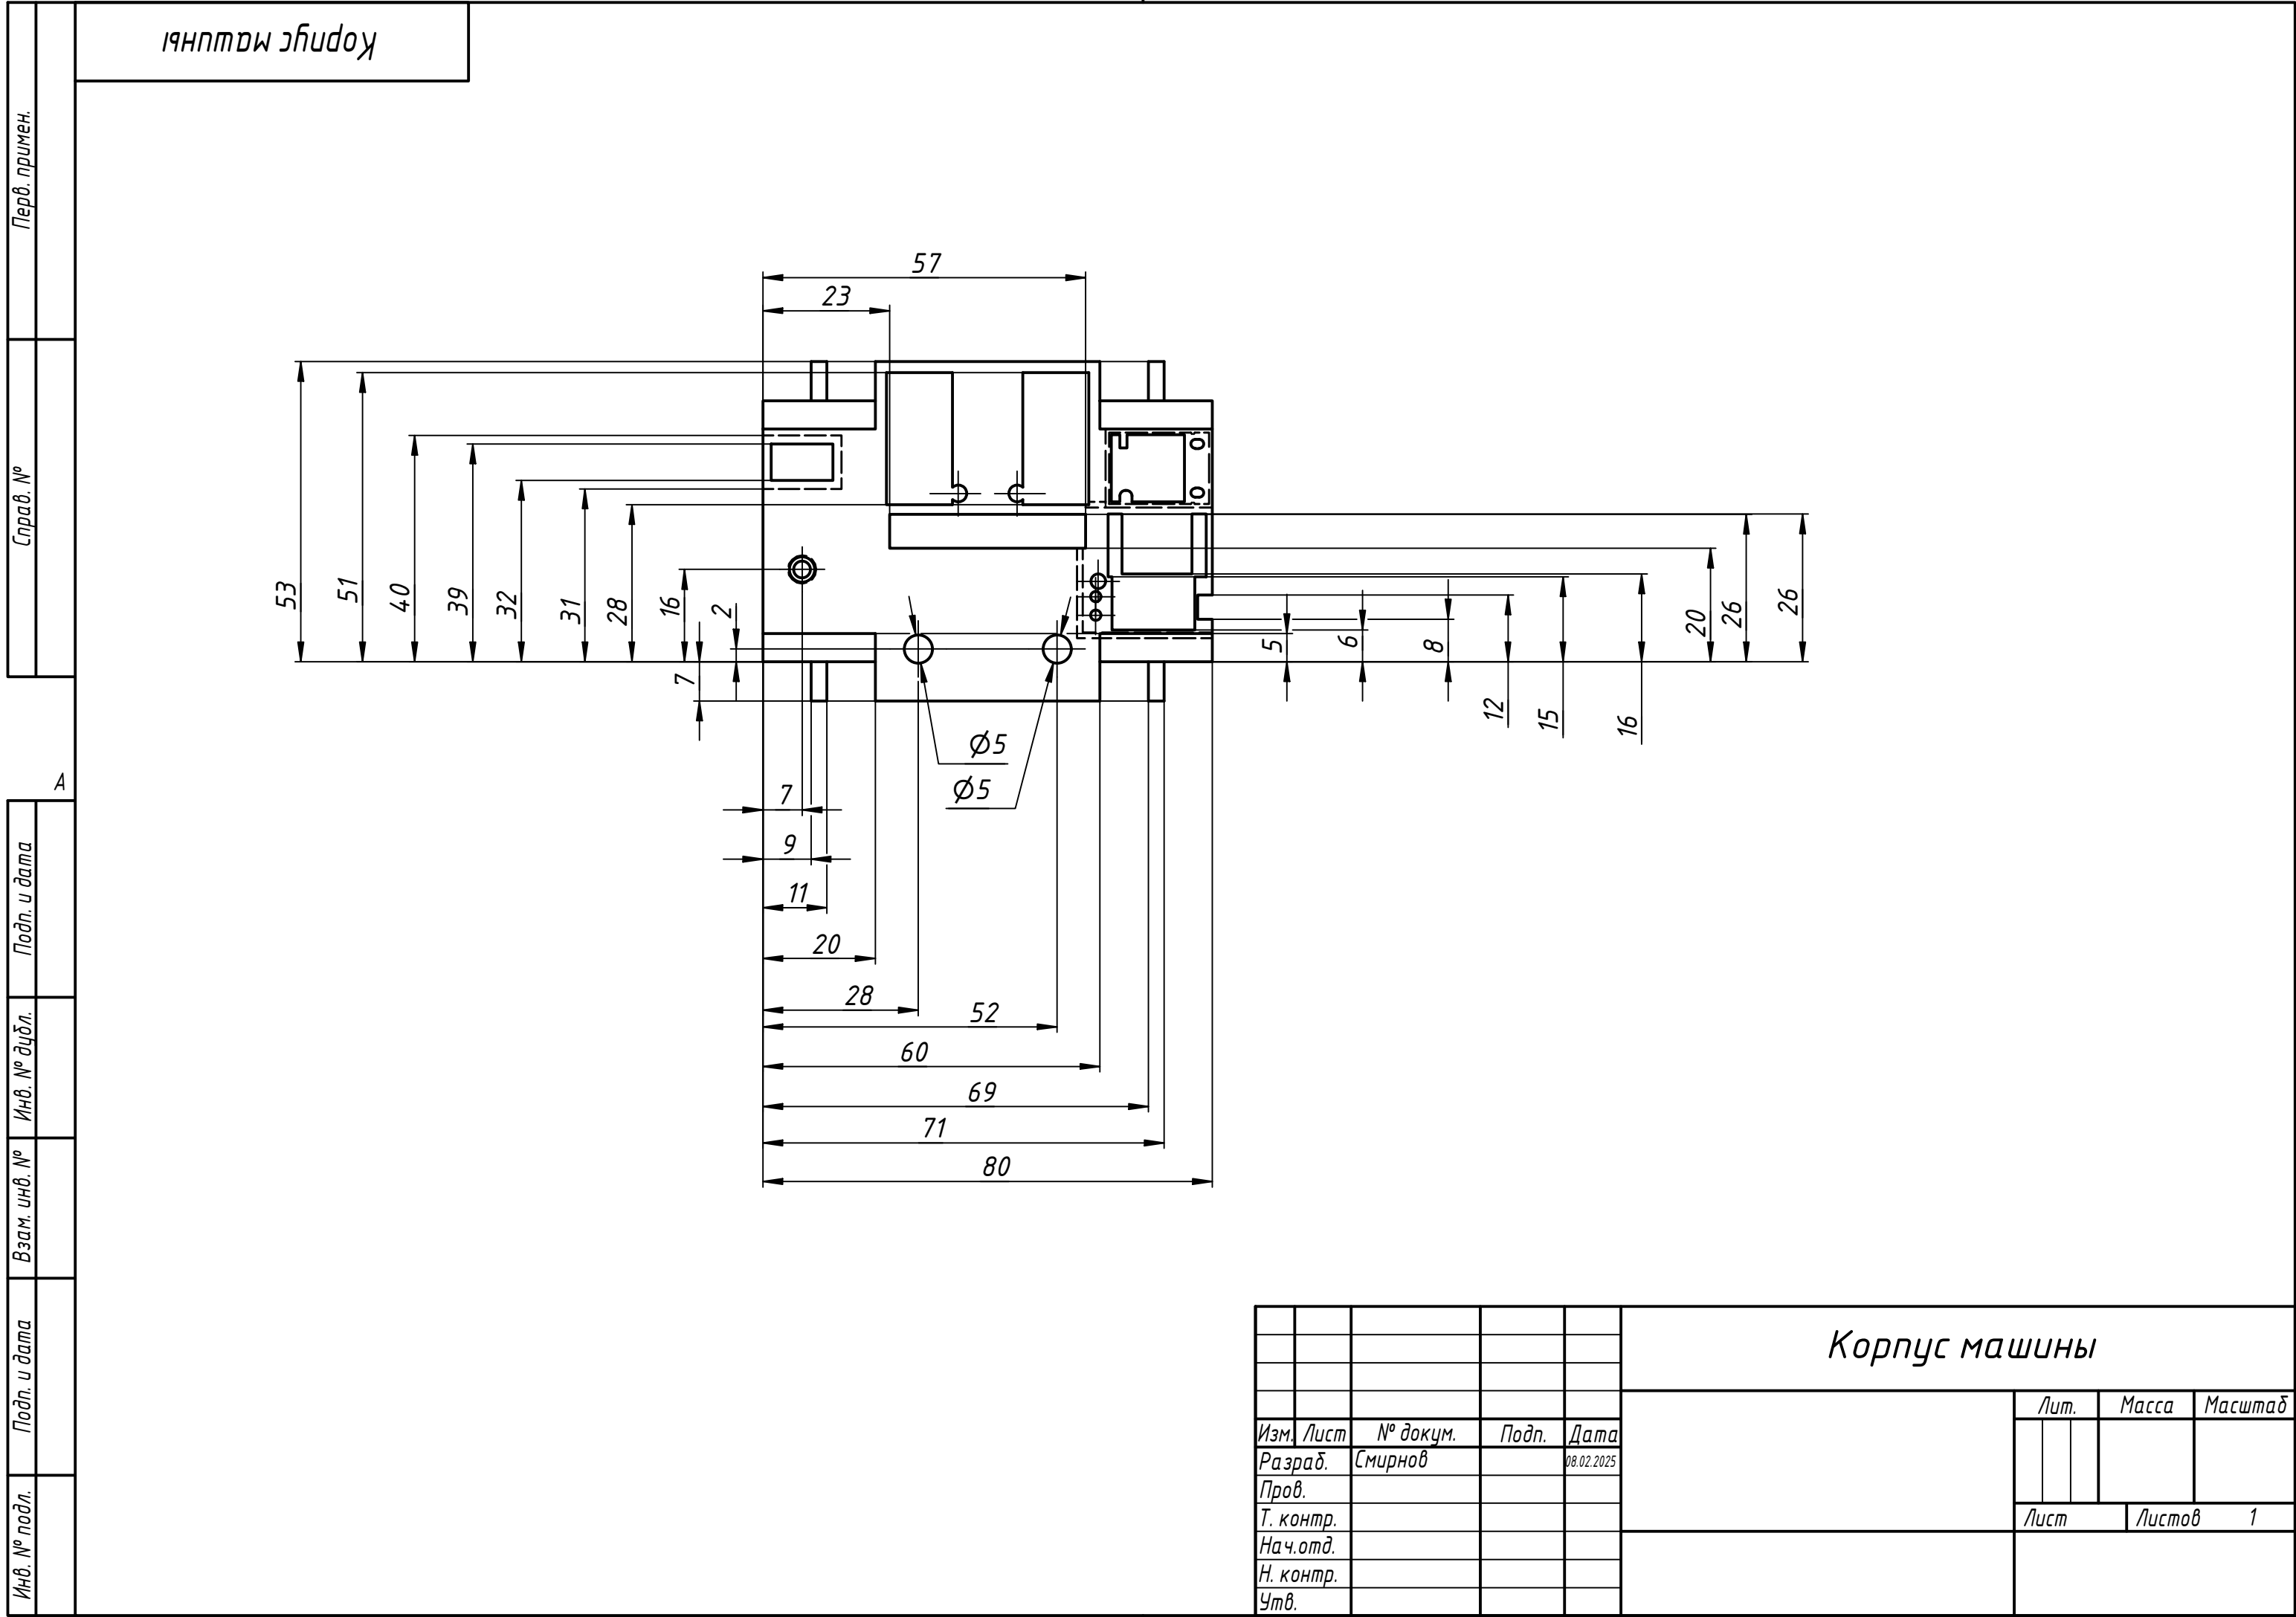 Корпус машины
Перв. примен.
Справ. №
А
Подп. и дата
Инв. № дубл.
Взам. инв. №
Подп. и дата
Инв. № подл.
57
23
53
51
40
39
32
31
28
16
2
7
5
6
8
12
15
16
20
26
26
⌀5
⌀5
7
9
11
20
28
52
60
69
71
80
Корпус машины
Лит. Масса Масштаб
Изм. Лист № докум. Подп. Дата
Разраб. Смирнов 08.02.2025
Пров.
Т. контр.
Лист Листов 1
Нач.отд.
Н. контр.
Утв.